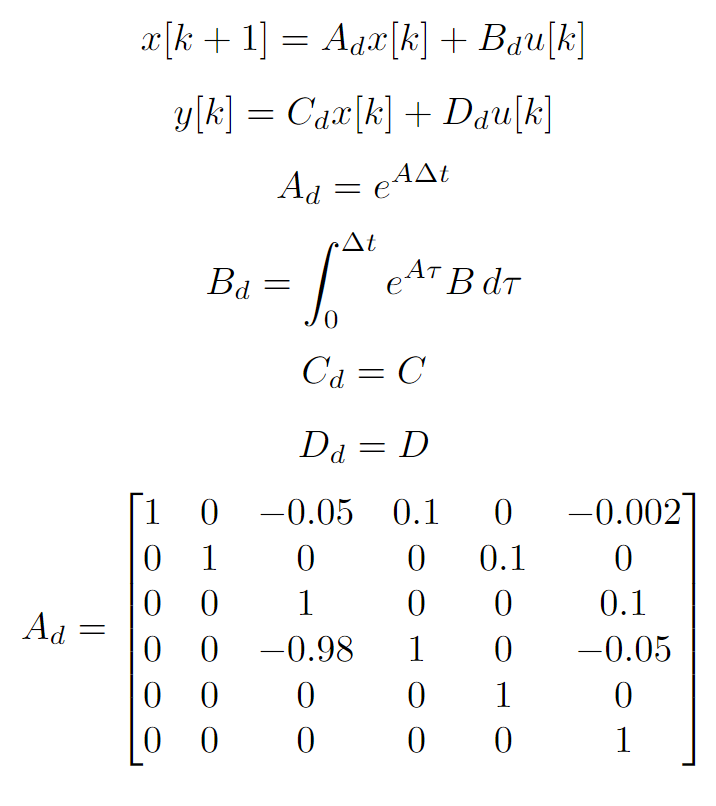 x[k + 1] = A_d x[k] + B_d u[k]
y[k] = C_d x[k] + D_d u[k]
A_d = e^{AΔt}
B_d = ∫_0^{Δt} e^{Aτ} B dτ
C_d = C
D_d = D
A_d = [1 0 −0.05 0.1 0 −0.002
0 1 0 0 0.1 0
0 0 1 0 0 0.1
0 0 −0.98 1 0 −0.05
0 0 0 0 1 0
0 0 0 0 0 1]